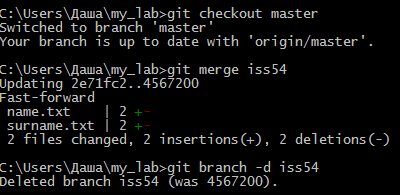 C:\Users\Даша\my_lab>git checkout master
Switched to branch 'master'
Your branch is up to date with 'origin/master'.
C:\Users\Даша\my_lab>git merge iss54
Updating 2e71fc2..4567200
Fast-forward
name.txt | 2 +-
surname.txt | 2 +-
2 files changed, 2 insertions(+), 2 deletions(-)
C:\Users\Даша\my_lab>git branch -d iss54
Deleted branch iss54 (was 4567200).